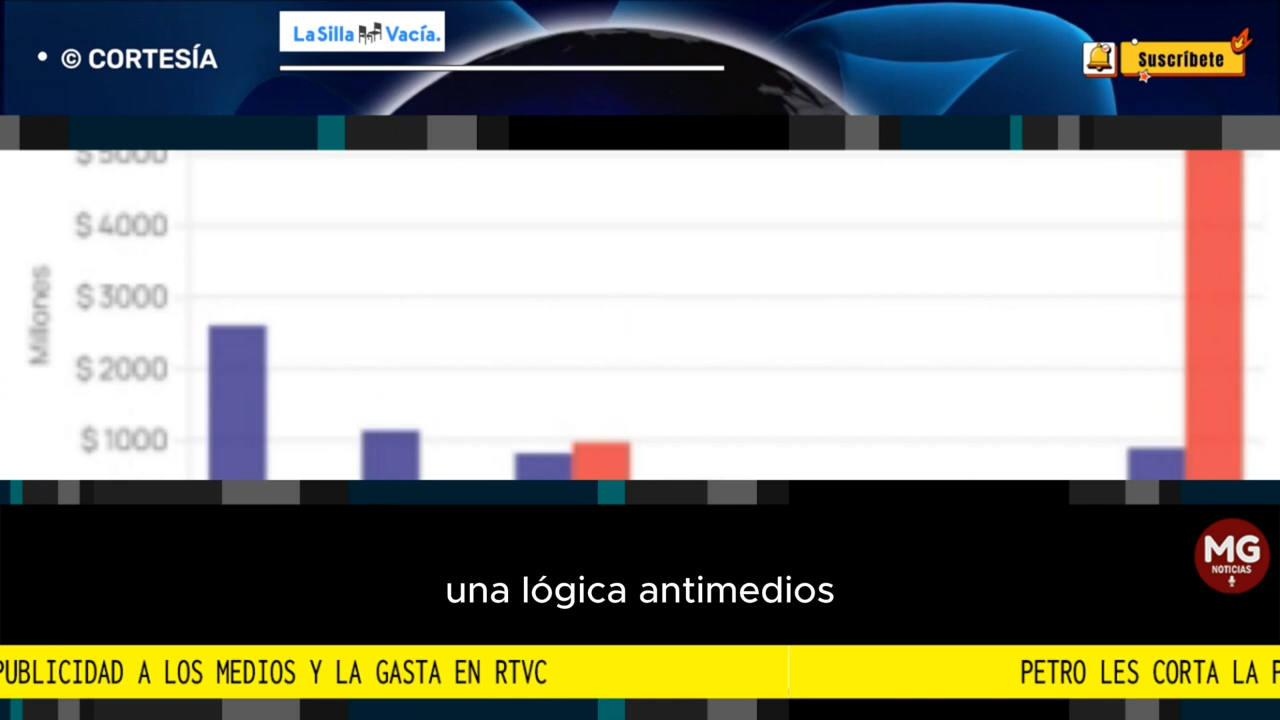 • © CORTESÍA
La Silla Vacía.
Suscríbete
$5000
$4000
$3000
$2000
$1000
Millones
una lógica antimedios
MG
NOTICIAS
PUBLICIDAD A LOS MEDIOS Y LA GASTA EN RTVC
PETRO LES CORTA LA P